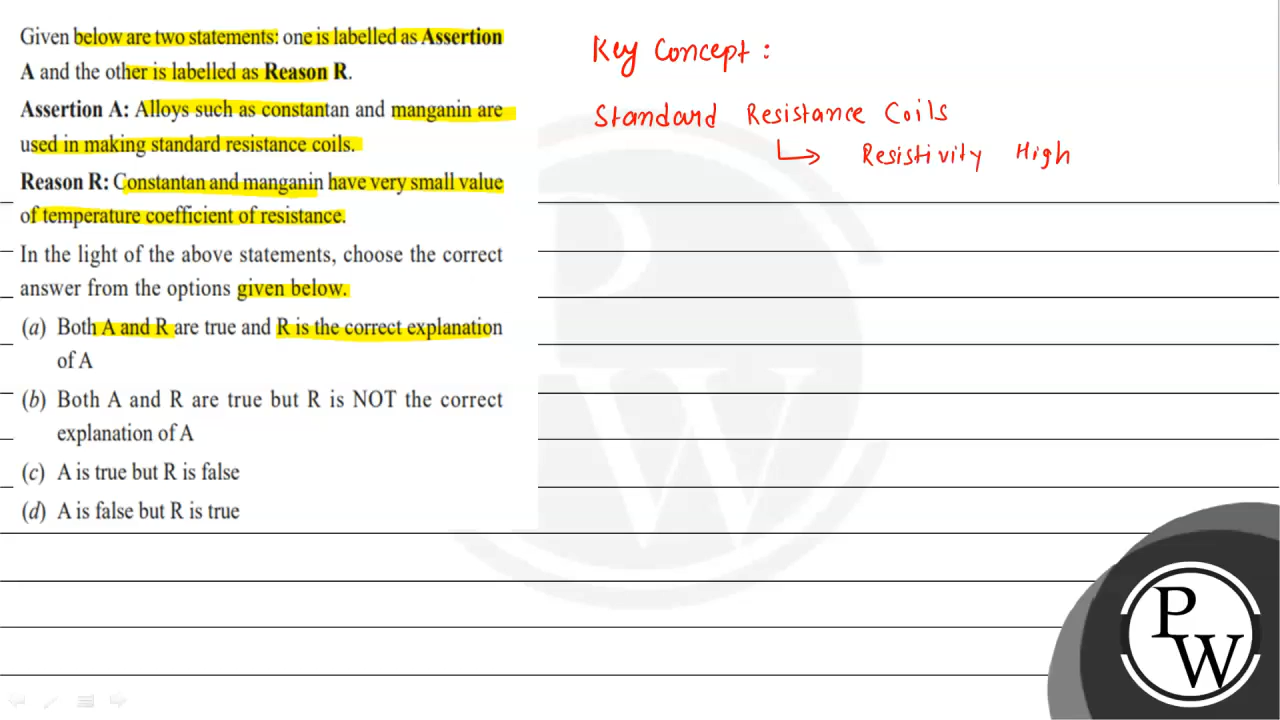 Given below are two statements: one is labelled as Assertion
A and the other is labelled as Reason R.
Assertion A: Alloys such as constantan and manganin are
used in making standard resistance coils.
Reason R: Constantan and manganin have very small value
of temperature coefficient of resistance.
In the light of the above statements, choose the correct
answer from the options given below.
(a) Both A and R are true and R is the correct explanation
of A
(b) Both A and R are true but R is NOT the correct
explanation of A
(c) A is true but R is false
(d) A is false but R is true
Key Concept :
Standard Resistance Coils
Resistivity High
P
W
P
W